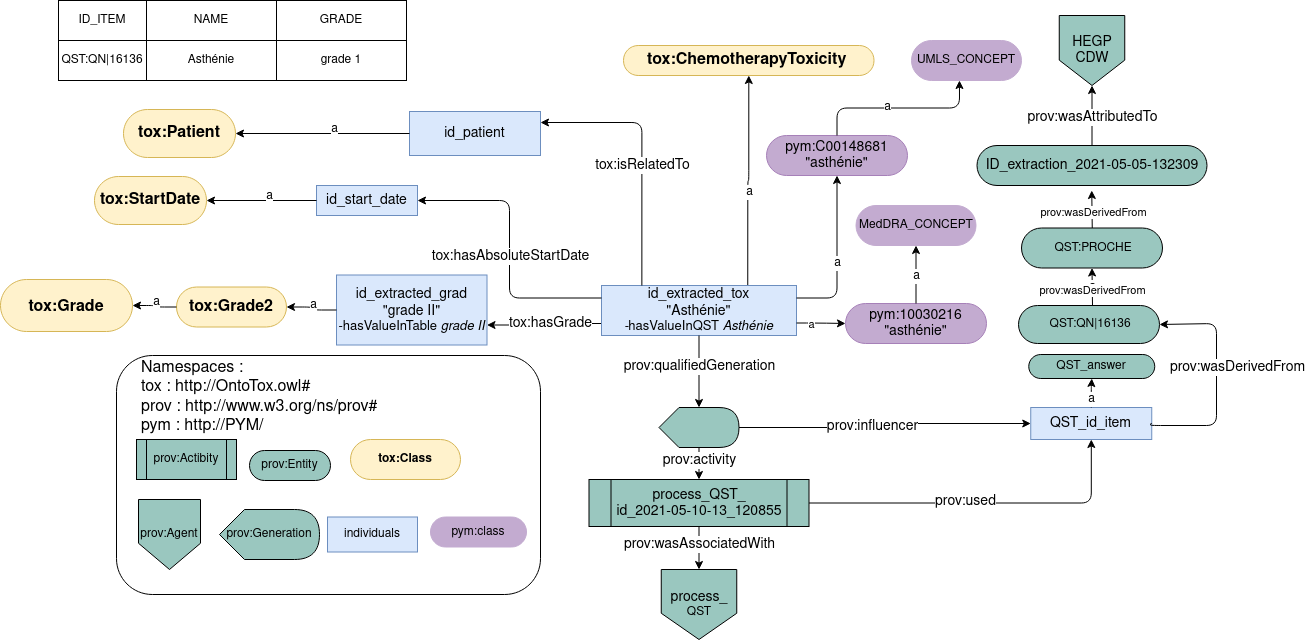 ID_ITEM NAME GRADE
QST:QN|16136 Asthénie grade 1
tox:ChemotherapyToxicity
UMLS_CONCEPT
HEGP
CDW
a
prov:wasAttributedTo
tox:Patient
a
id_patient
tox:isRelatedTo
pym:C00148681
"asthénie"
ID_extraction_2021-05-05-132309
tox:StartDate
a
id_start_date
a
prov:wasDerivedFrom
MedDRA_CONCEPT
QST:PROCHE
tox:hasAbsoluteStartDate
a
a
prov:wasDerivedFrom
tox:Grade
a
tox:Grade2
a
id_extracted_grad
"grade II"
-hasValueInTable grade II
tox:hasGrade
id_extracted_tox
"Asthénie"
-hasValueInQST Asthénie
a
pym:10030216
"asthénie"
QST:QN|16136
prov:qualifiedGeneration
QST_answer
prov:wasDerivedFrom
a
QST_id_item
prov:influencer
prov:activity
process_QST_
id_2021-05-10-13_120855
prov:used
prov:wasAssociatedWith
process_
QST
Namespaces :
tox : http://OntoTox.owl#
prov : http://www.w3.org/ns/prov#
pym : http://PYM/
prov:Actibity
prov:Entity
tox:Class
prov:Agent
prov:Generation
individuals
pym:class